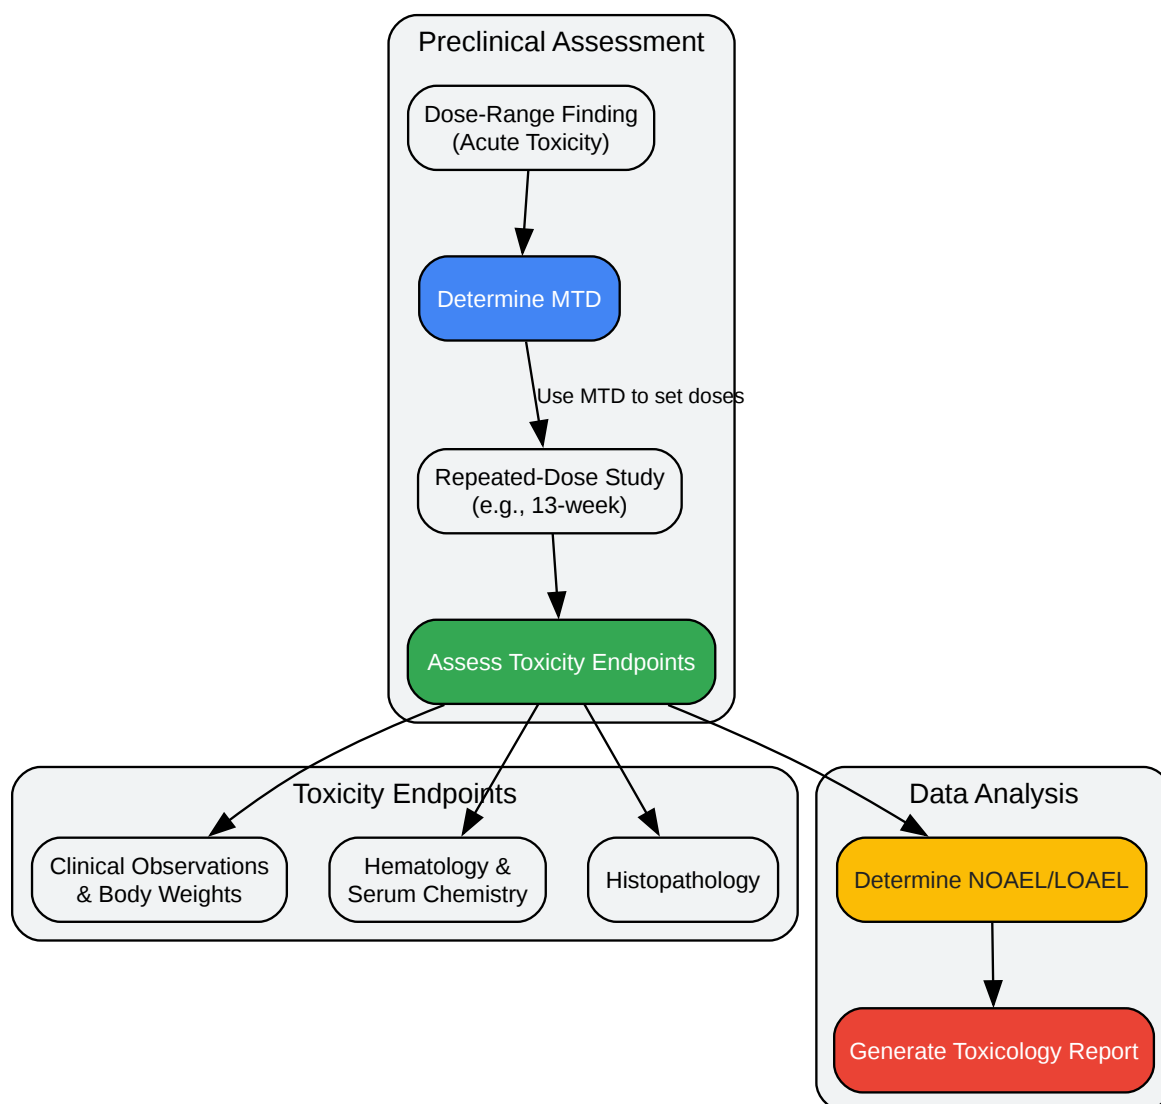 Preclinical Assessment
Dose-Range Finding
(Acute Toxicity)
Determine MTD
Use MTD to set doses
Repeated-Dose Study
(e.g., 13-week)
Assess Toxicity Endpoints
Toxicity Endpoints
Clinical Observations
& Body Weights
Hematology &
Serum Chemistry
Histopathology
Data Analysis
Determine NOAEL/LOAEL
Generate Toxicology Report